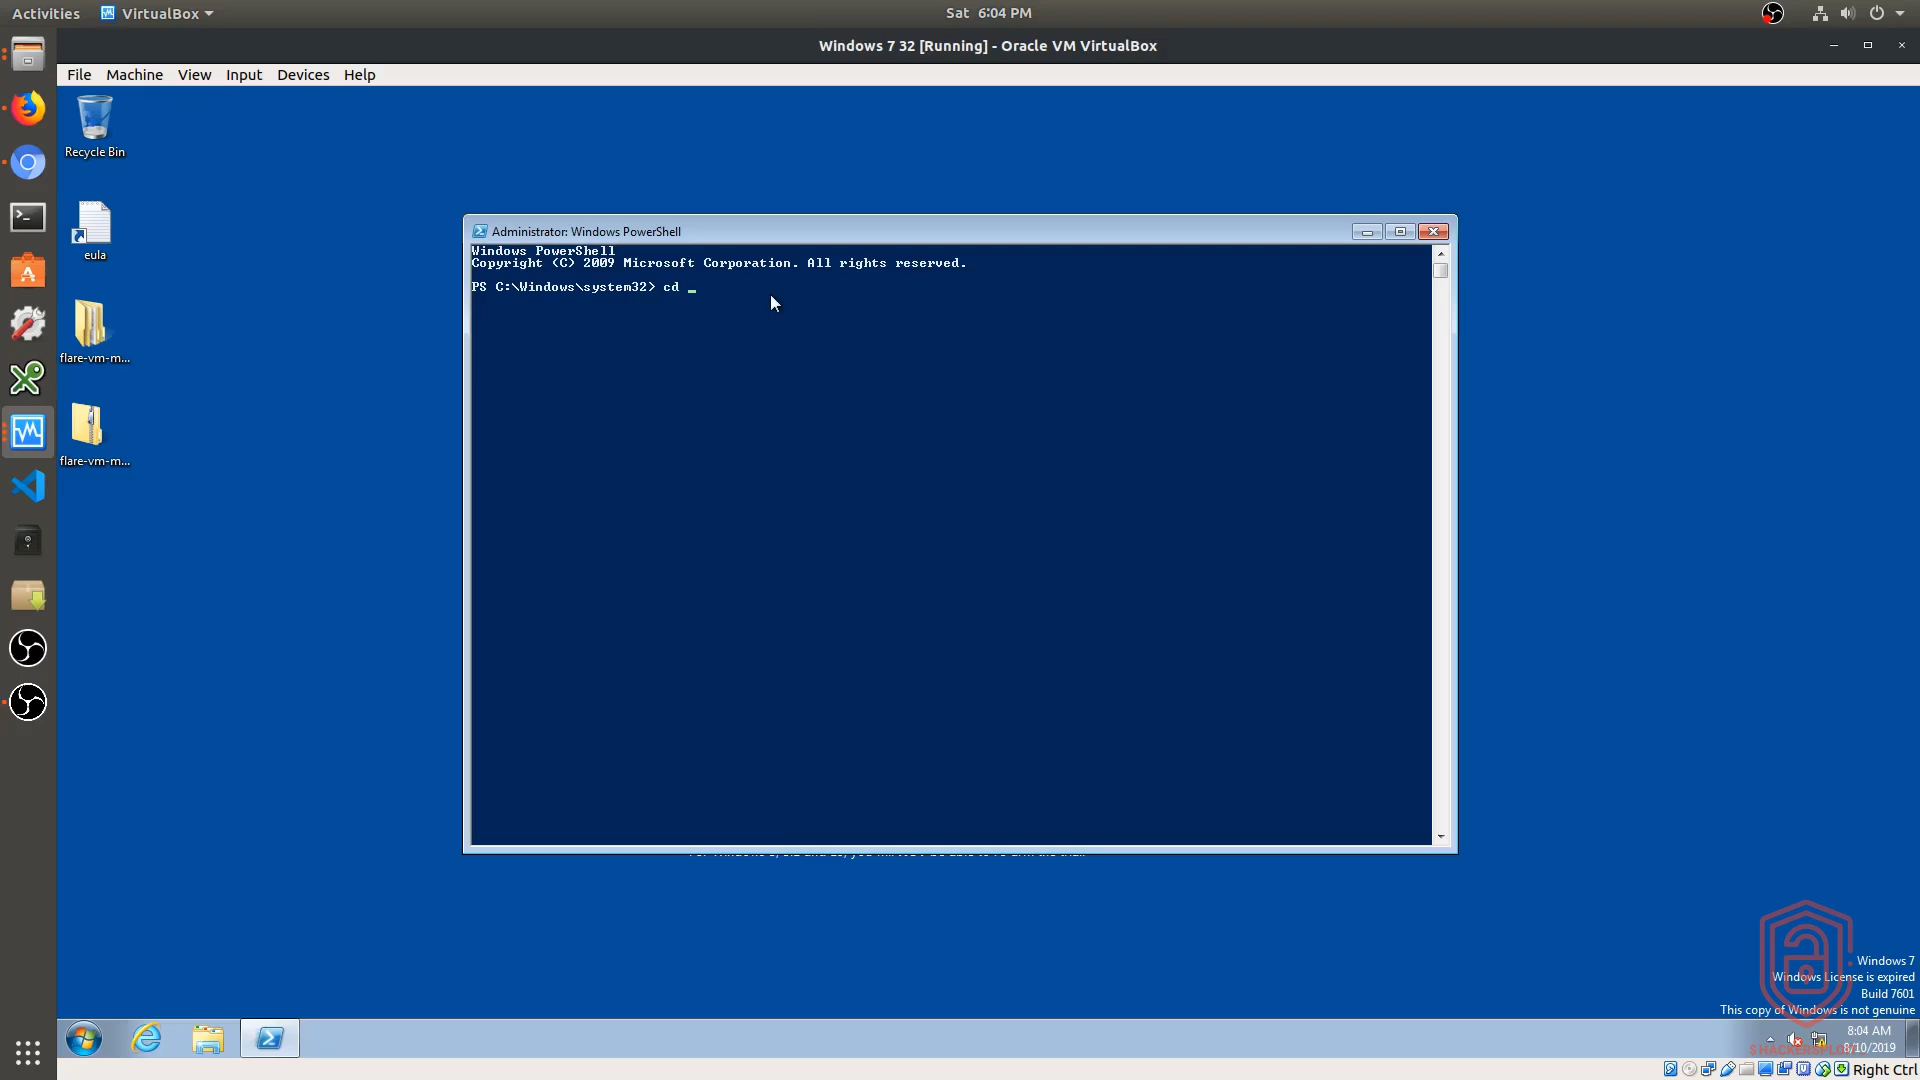 Activities VirtualBox Sat 6:04 PM
Windows 7 32 [Running] - Oracle VM VirtualBox
File Machine View Input Devices Help
Recycle Bin
eula
flare-vm-m...
flare-vm-m...
Administrator: Windows PowerShell
Windows PowerShell
Copyright (C) 2009 Microsoft Corporation. All rights reserved.
PS C:\Windows\system32> cd _
Windows 7
Windows License is expired
Build 7601
This copy of Windows is not genuine
8:04 AM
8/10/2019
Right Ctrl